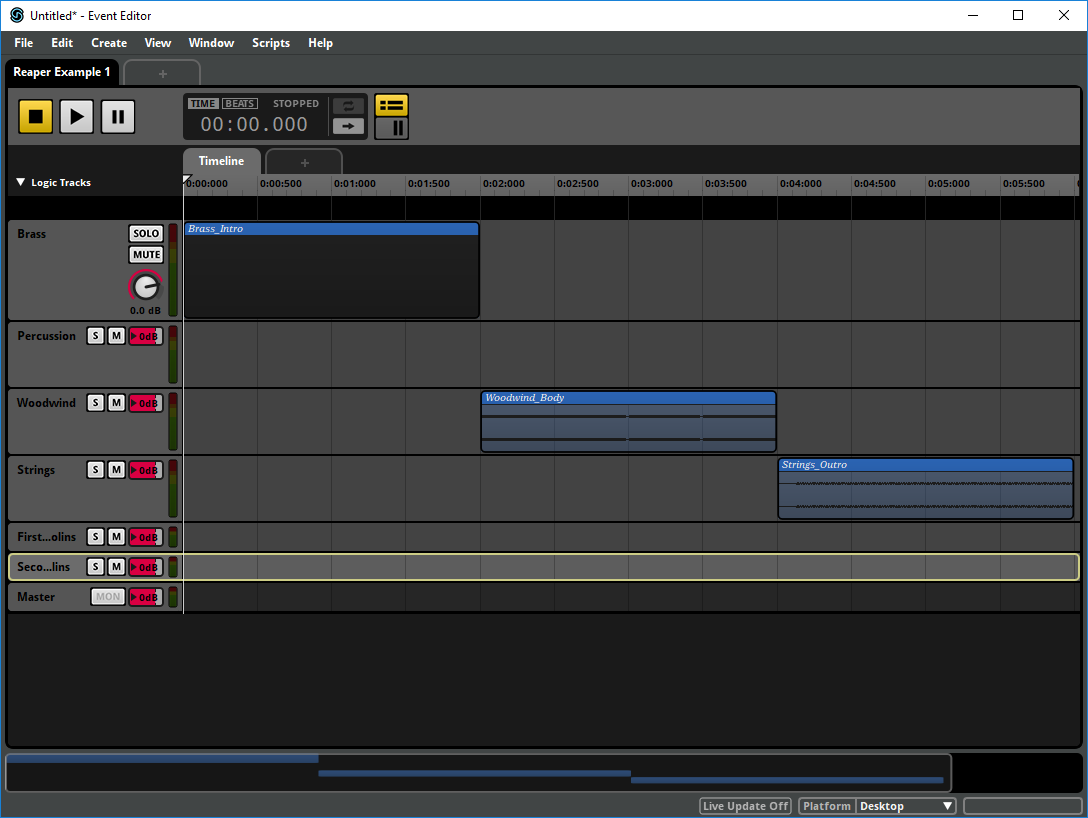 Untitled* - Event Editor
File Edit Create View Window Scripts Help
Reaper Example 1 +
TIME BEATS STOPPED
00:00.000
Timeline +
Logic Tracks
0:00:000 0:00:500 0:01:000 0:01:500 0:02:000 0:02:500 0:03:000 0:03:500 0:04:000 0:04:500 0:05:000 0:05:500
Brass SOLO Brass_Intro
MUTE
0.0 dB
Percussion S M 0dB
Woodwind S M 0dB Woodwind_Body
Strings S M 0dB Strings_Outro
First...olins S M 0dB
Seco...lins S M 0dB
Master MON 0dB
Live Update Off Platform Desktop